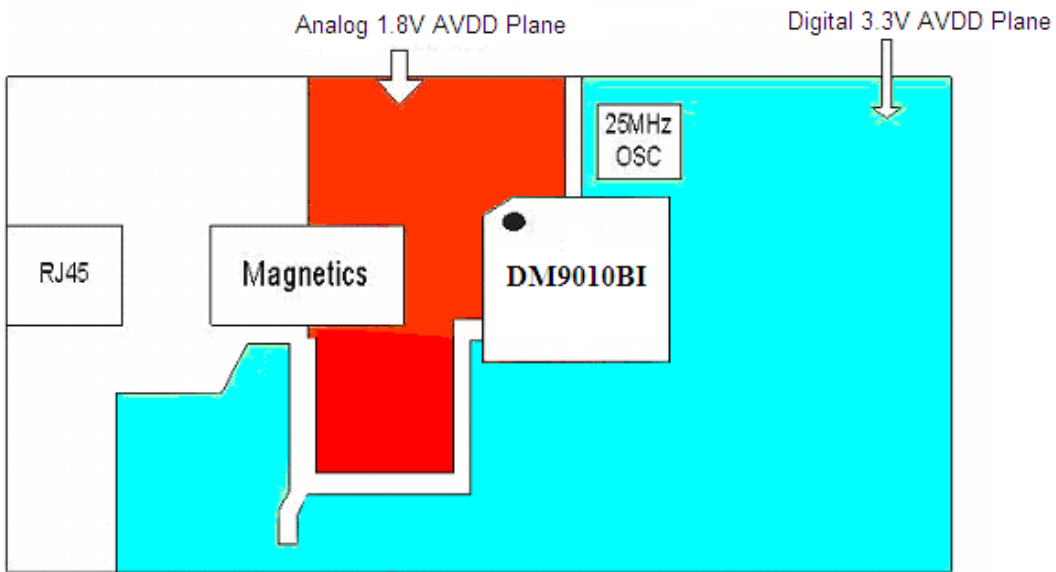 Analog 1.8V AVDD Plane
Digital 3.3V AVDD Plane
25MHz
OSC
RJ45
Magnetics
DM9010BI